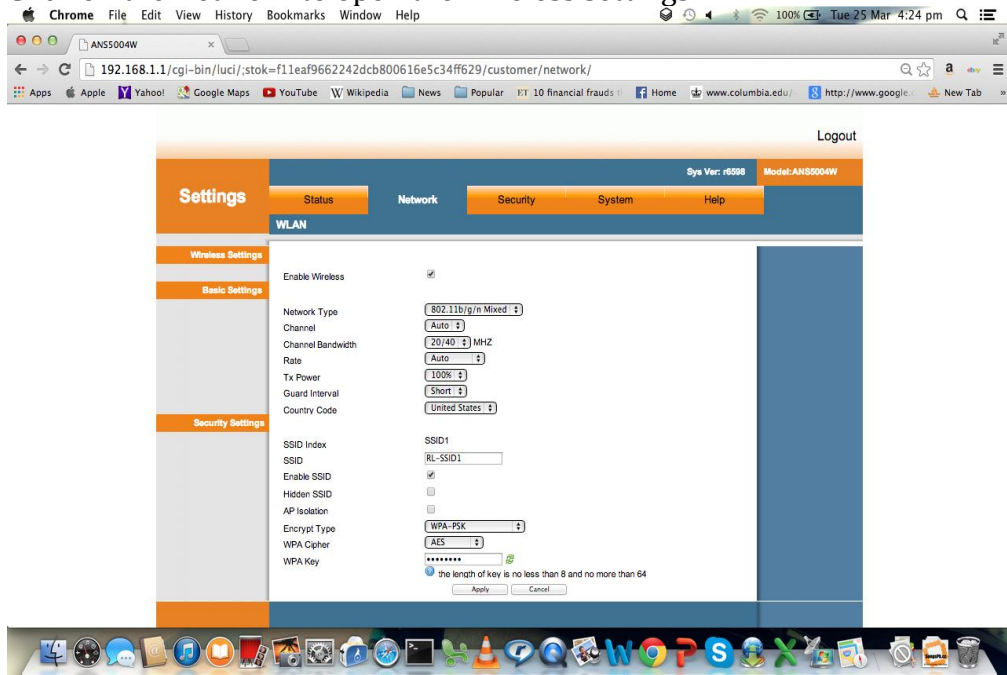 Chrome File Edit View History Bookmarks Window Help 100% Tue 25 Mar 4:24 pm
ANS5004W
192.168.1.1/cgi-bin/luci/;stok=f11eaf9662242dcb800616e5c34ff629/customer/network/
Apps Apple Yahoo! Google Maps YouTube Wikipedia News Popular ET 10 financial frauds Home www.columbia.edu/ http://www.google. New Tab »
Logout
Sys Ver: r6598 Model:ANS5004W
Settings Status Network Security System Help
WLAN
Wireless Settings
Enable Wireless
Basic Settings
Network Type 802.11b/g/n Mixed
Channel Auto
Channel Bandwidth 20/40 MHZ
Rate Auto
Tx Power 100%
Guard Interval Short
Country Code United States
Security Settings
SSID Index SSID1
SSID RL-SSID1
Enable SSID
Hidden SSID
AP Isolation
Encrypt Type WPA-PSK
WPA Cipher AES
WPA Key ••••••••
the length of key is no less than 8 and no more than 64
Apply Cancel